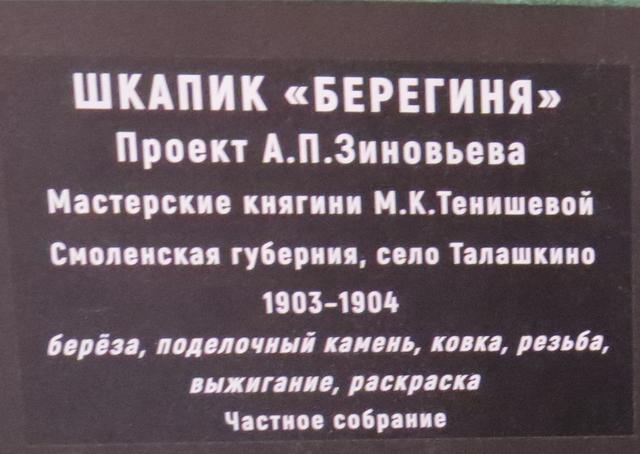 ШКАПИК «БЕРЕГИНЯ»
Проект А.П.Зиновьева
Мастерские княгини М.К.Тенишевой
Смоленская губерния, село Талашкино
1903–1904
берёза, поделочный камень, ковка, резьба,
выжигание, раскраска
Частное собрание